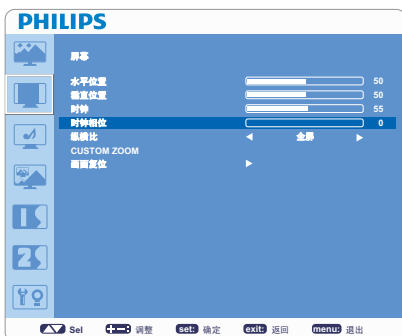 PHILIPS
屏幕
水平位置 50
垂直位置 50
时钟 55
时钟相位 0
纵横比 全屏
CUSTOM ZOOM
画面复位
Sel 调整 set: 确定 exit: 返回 menu: 退出